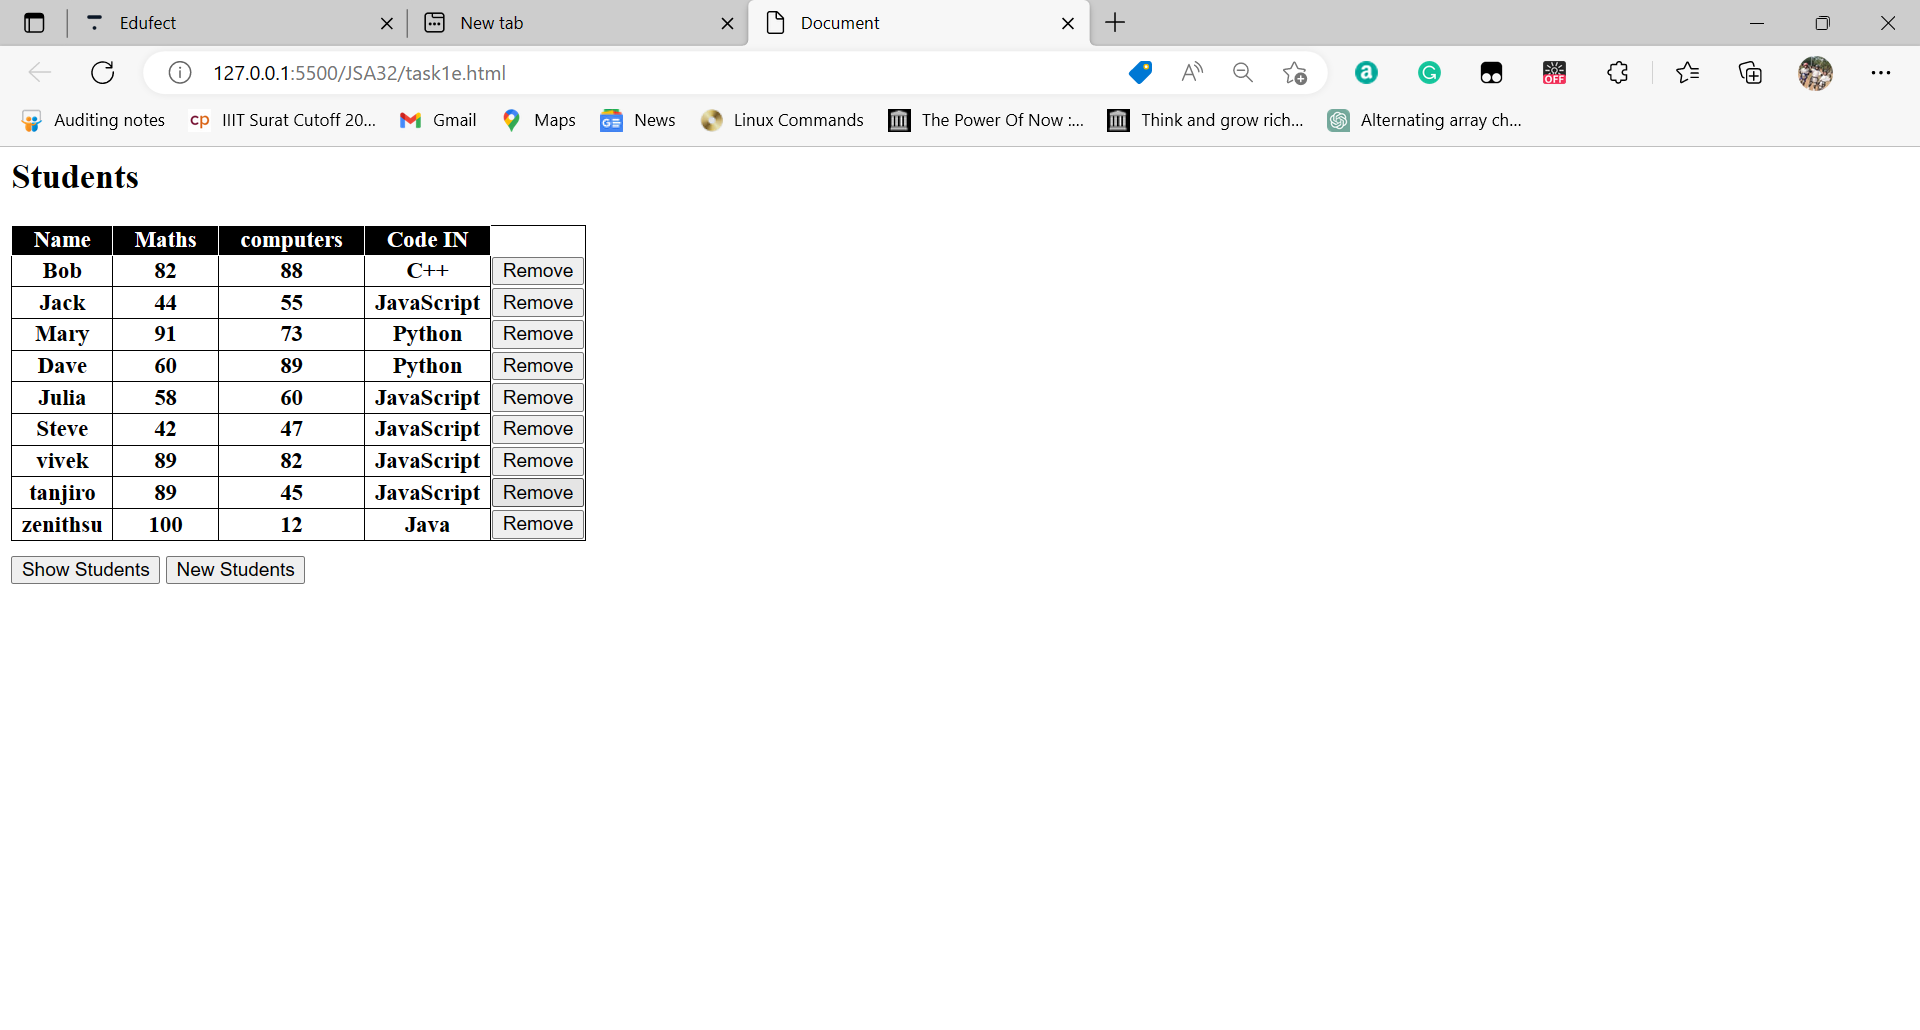 Edufect
New tab
Document
127.0.0.1:5500/JSA32/task1e.html
A
OFF
a
G
Auditing notes
cp IIIT Surat Cutoff 20...
Gmail
Maps
GE News
Linux Commands
The Power Of Now :...
Think and grow rich...
Alternating array ch...
Students
Name Maths computers Code IN
Bob 82 88 C++ Remove
Jack 44 55 JavaScript Remove
Mary 91 73 Python Remove
Dave 60 89 Python Remove
Julia 58 60 JavaScript Remove
Steve 42 47 JavaScript Remove
vivek 89 82 JavaScript Remove
tanjiro 89 45 JavaScript Remove
zenithsu 100 12 Java Remove
Show Students New Students